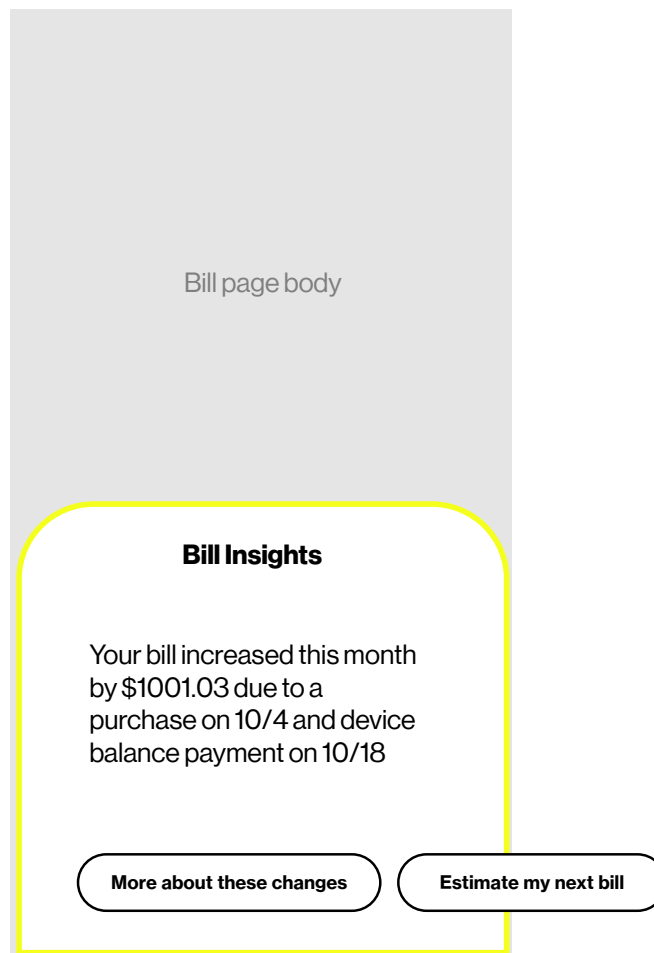 Bill page body
Bill Insights
Your bill increased this month
by $1001.03 due to a
purchase on 10/4 and device
balance payment on 10/18
More about these changes
Estimate my next bill